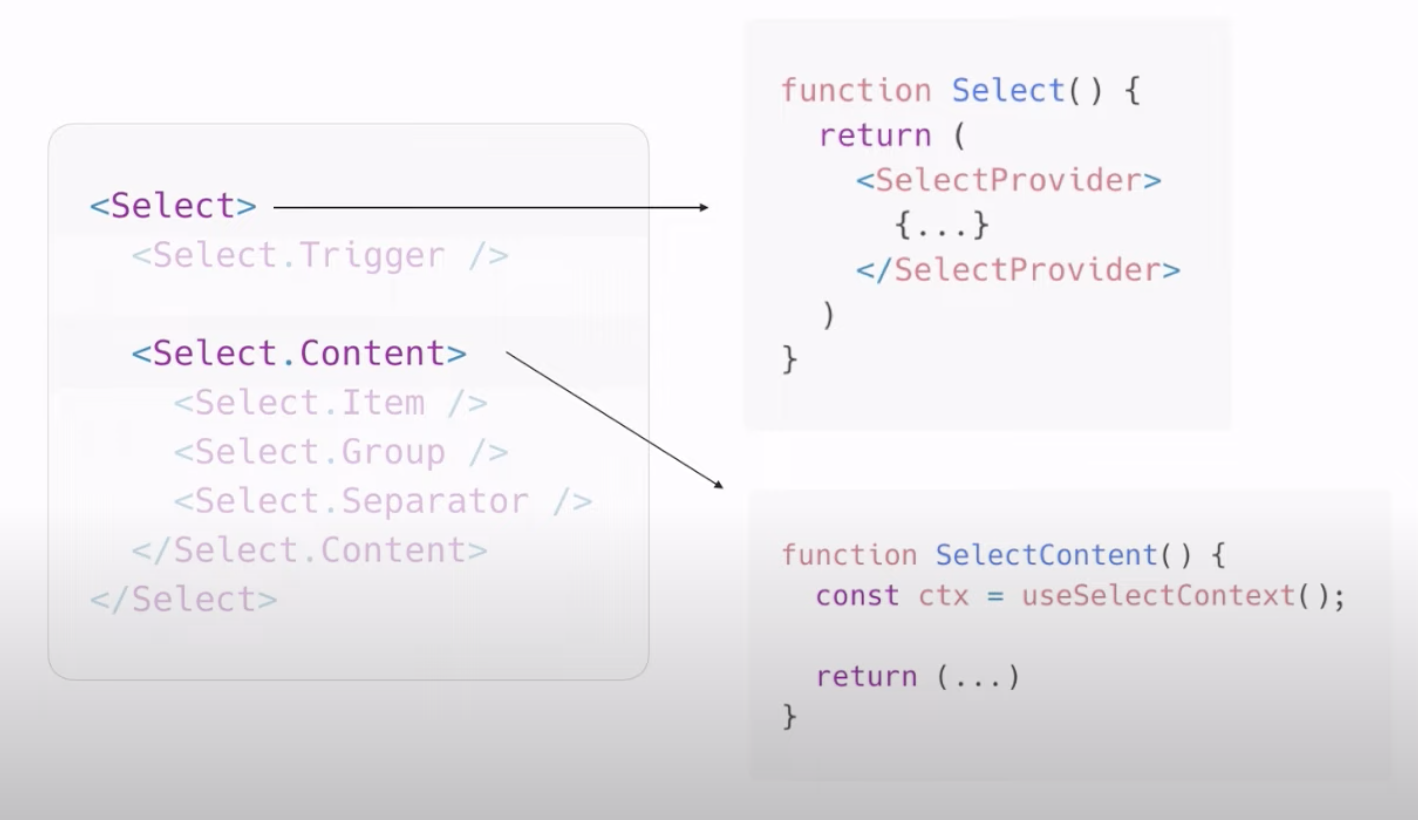 <Select>
<Select.Trigger />
<Select.Content>
<Select.Item />
<Select.Group />
<Select.Separator />
</Select.Content>
</Select>
function Select() {
return (
<SelectProvider>
{...}
</SelectProvider>
)
}
function SelectContent() {
const ctx = useSelectContext();
return (...)
}